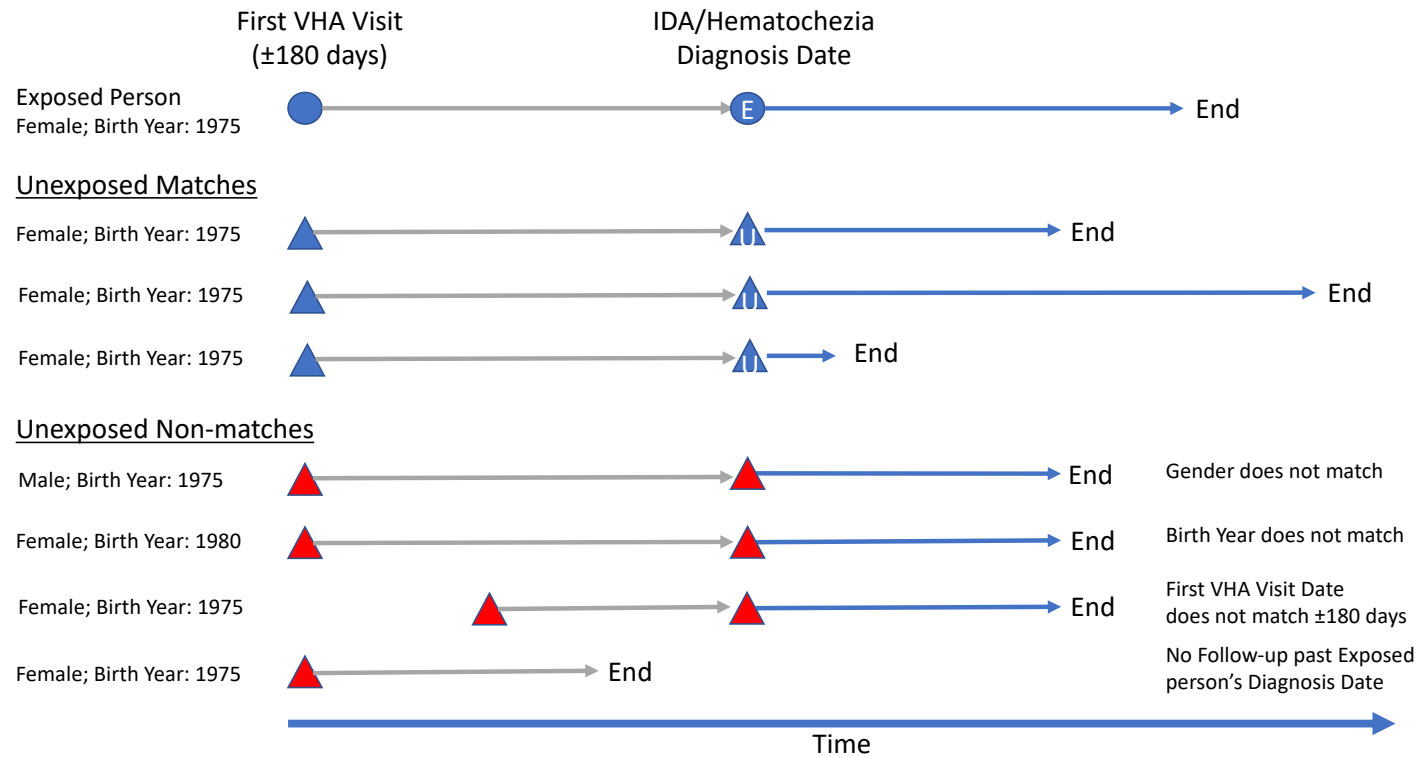 First VHA Visit
(±180 days)
IDA/Hematochezia
Diagnosis Date
Exposed Person
Female; Birth Year: 1975
E
End
Unexposed Matches
Female; Birth Year: 1975
U
End
Female; Birth Year: 1975
U
End
Female; Birth Year: 1975
U
End
Unexposed Non-matches
Male; Birth Year: 1975
End
Gender does not match
Female; Birth Year: 1980
End
Birth Year does not match
Female; Birth Year: 1975
End
First VHA Visit Date
does not match ±180 days
Female; Birth Year: 1975
End
No Follow-up past Exposed
person's Diagnosis Date
Time